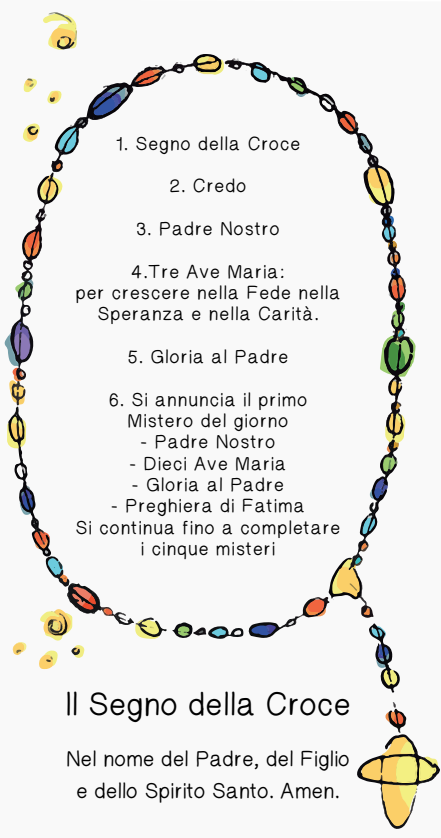 1. Segno della Croce
2. Credo
3. Padre Nostro
4.Tre Ave Maria:
per crescere nella Fede nella
Speranza e nella Carità.
5. Gloria al Padre
6. Si annuncia il primo
Mistero del giorno
- Padre Nostro
- Dieci Ave Maria
- Gloria al Padre
- Preghiera di Fatima
Si continua fino a completare
i cinque misteri
Il Segno della Croce
Nel nome del Padre, del Figlio
e dello Spirito Santo. Amen.